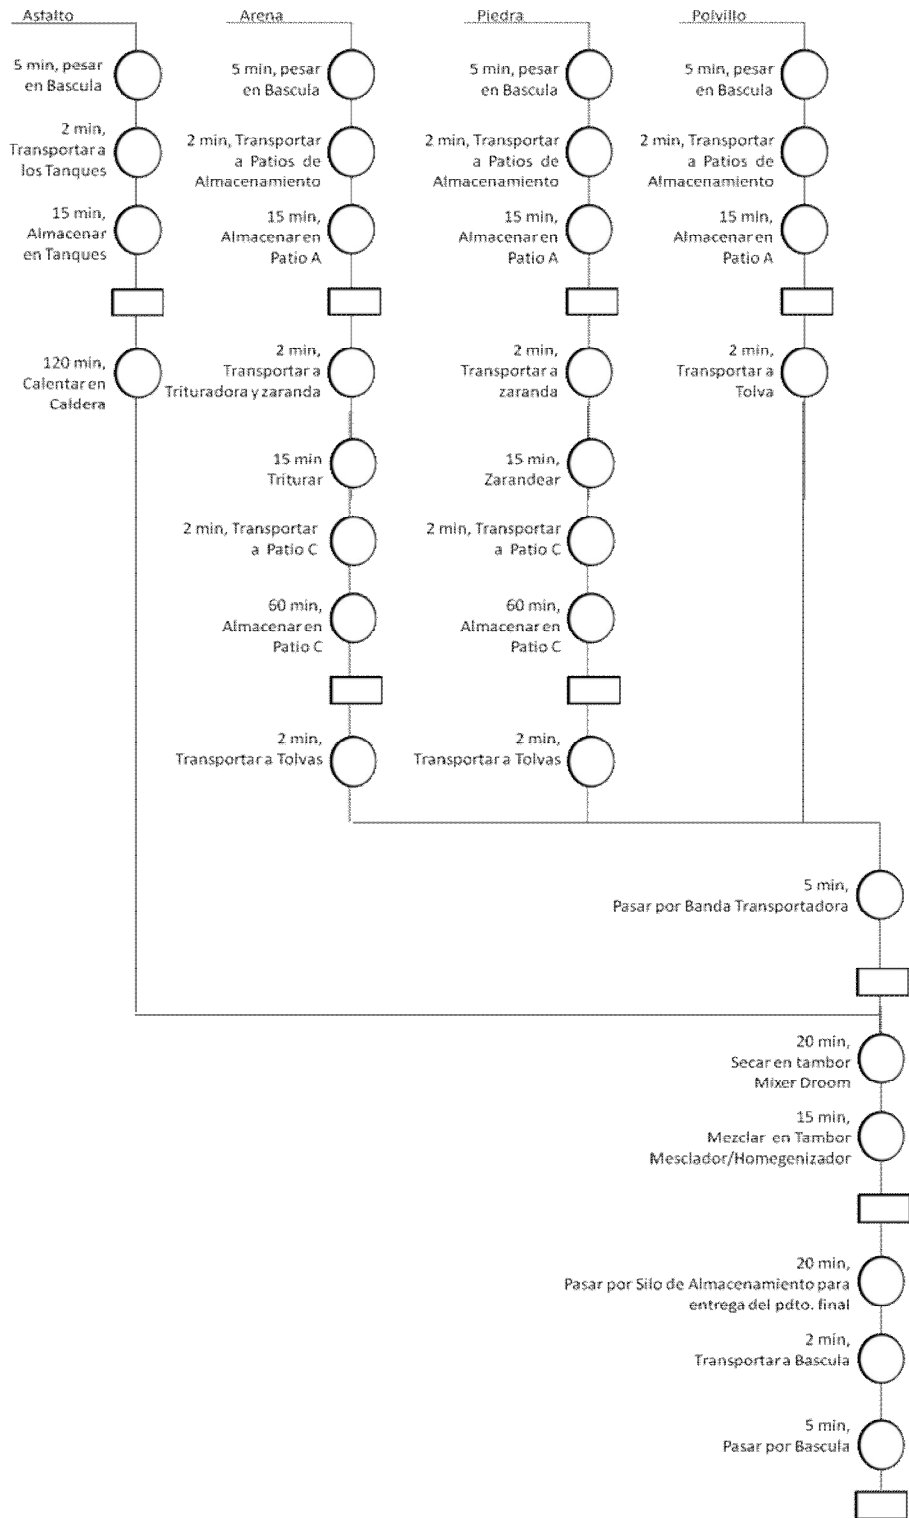 Asfalto
5 min, pesar
en Bascula
2 min,
Transportar a
los Tanques
15 min,
Almacenar
en Tanques
120 min,
Calentar en
Caldera
Arena
5 min, pesar
en Bascula
2 min, Transportar
a Patios de
Almacenamiento
15 min,
Almacenar en
Patio A
2 min,
Transportar a
Trituradora y zaranda
15 min
Triturar
2 min, Transportar
a Patio C
60 min,
Almacenar en
Patio C
2 min,
Transportar a Tolvas
Piedra
5 min, pesar
en Bascula
2 min, Transportar
a Patios de
Almacenamiento
15 min,
Almacenar en
Patio A
2 min,
Transportar a
zaranda
15 min,
Zarandear
2 min, Transportar
a Patio C
60 min,
Almacenar en
Patio C
2 min,
Transportar a Tolvas
Polvillo
5 min, pesar
en Bascula
2 min, Transportar
a Patios de
Almacenamiento
15 min,
Almacenar en
Patio A
2 min,
Transportar a
Tolva
5 min,
Pasar por Banda Transportadora
20 min,
Secar en tambor
Mixer Droom
15 min,
Mezclar en Tambor
Mesclador/Homegenizador
20 min,
Pasar por Silo de Almacenamiento para
entrega del pdto. final
2 min,
Transportar a Bascula
5 min,
Pasar por Bascula